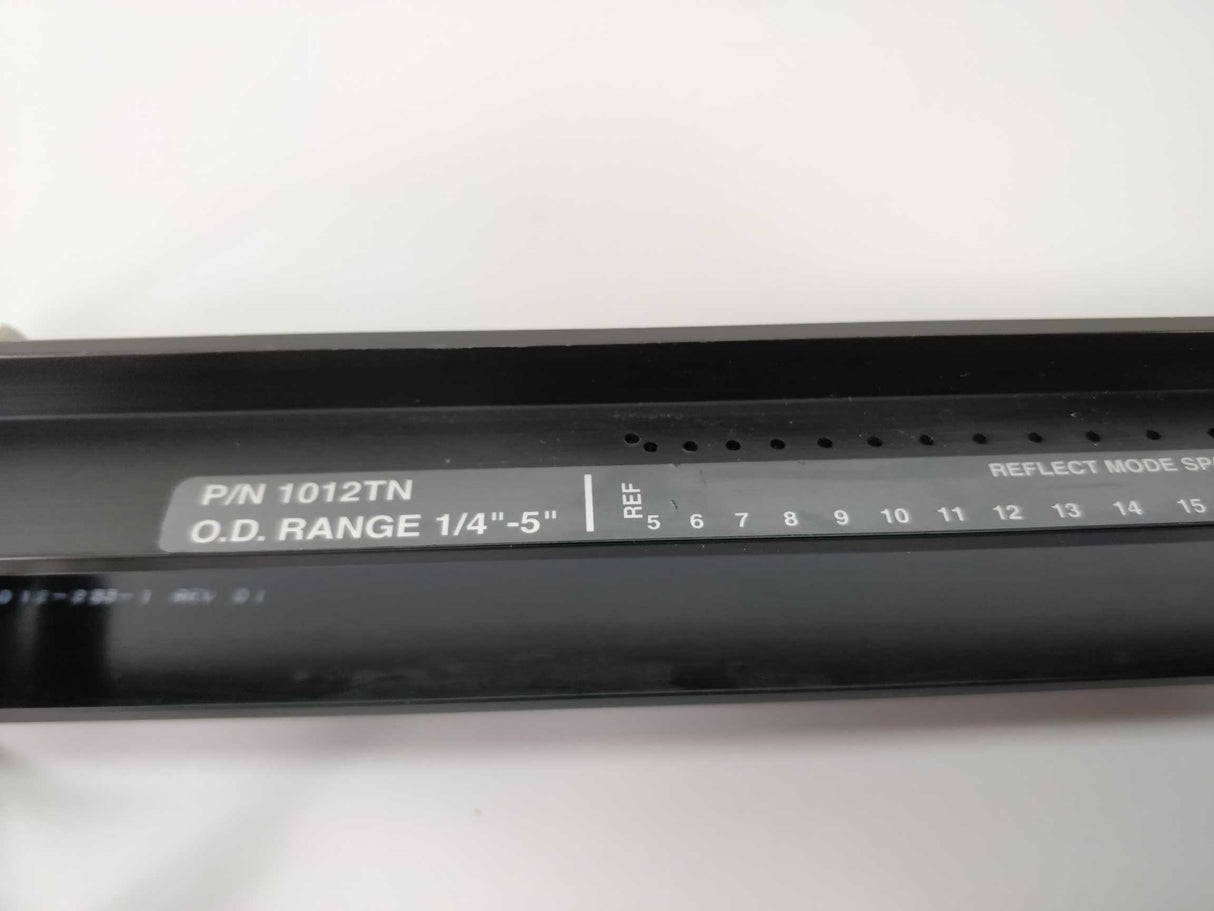 P/N 1012TN
O.D. RANGE 1/4"-5"
REF
REFLECT MODE
5 6 7 8 9 10 11 12 13 14 15
REV